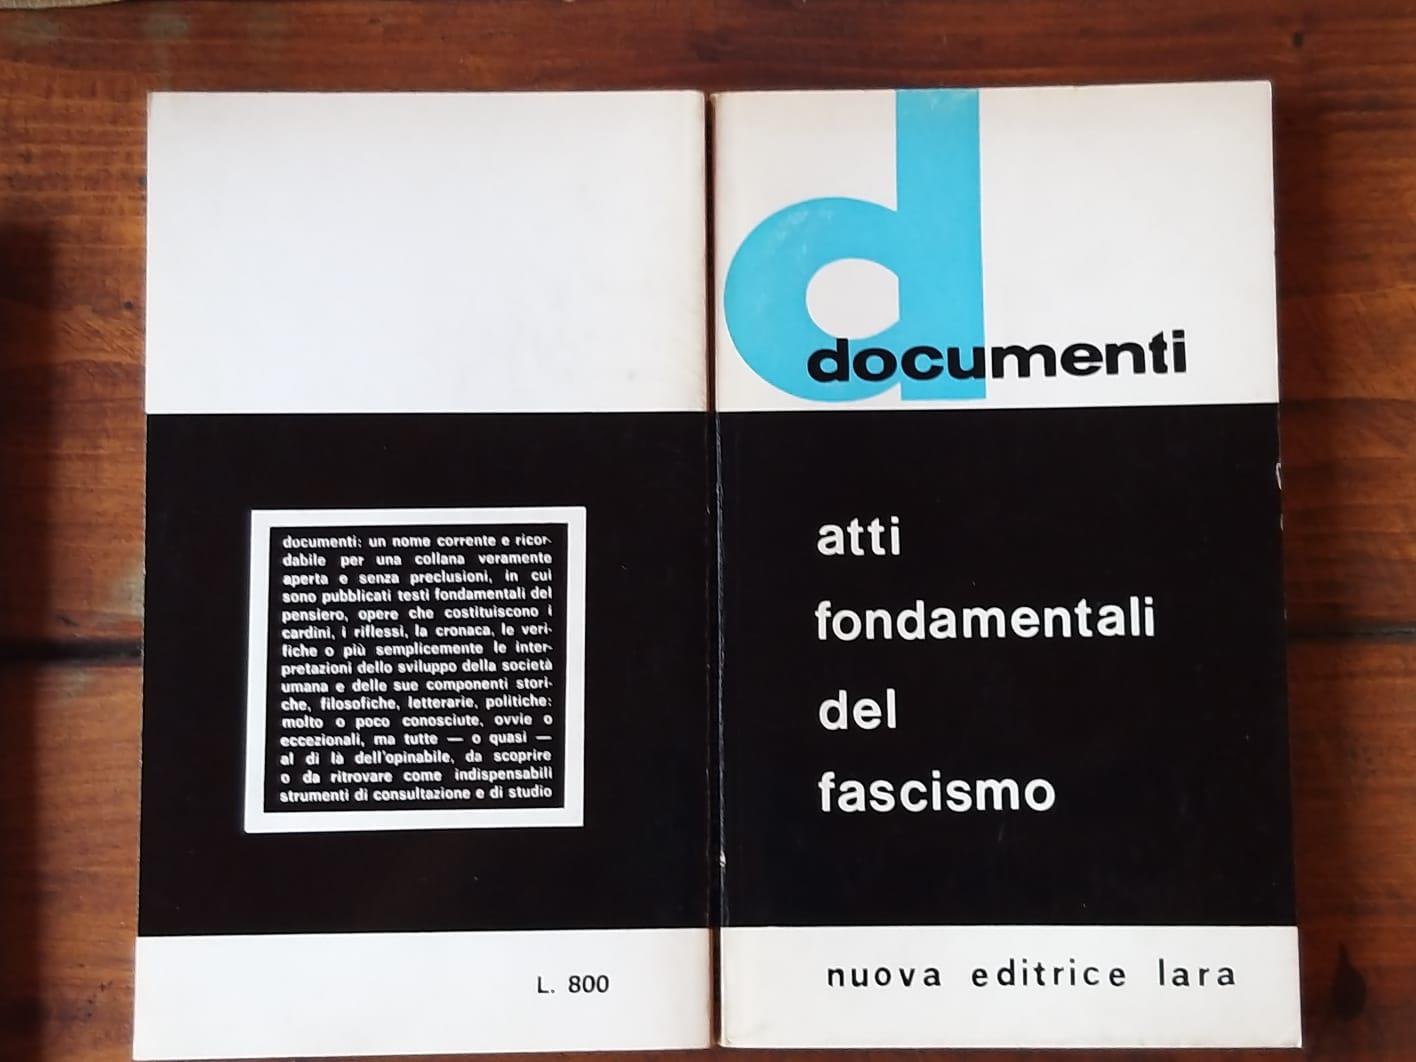 documenti: un nome corrente e ricor-
dabile per una collana veramente
aperta e senza preclusioni, in cui
sono pubblicati testi fondamentali del
pensiero, opere che costituiscono i
cardini, i riflessi, la cronaca, le veri-
fiche o più semplicemente le inter-
pretazioni dello sviluppo della società
umana e delle sue componenti stori-
che, filosofiche, letterarie, politiche:
molto o poco conosciute, ovvie o
eccezionali, ma tutte — o quasi —
al di là dell'opinabile, da scoprire
o da ritrovare come indispensabili
strumenti di consultazione e di studio
L. 800
d
documenti
atti
fondamentali
del
fascismo
nuova editrice lara